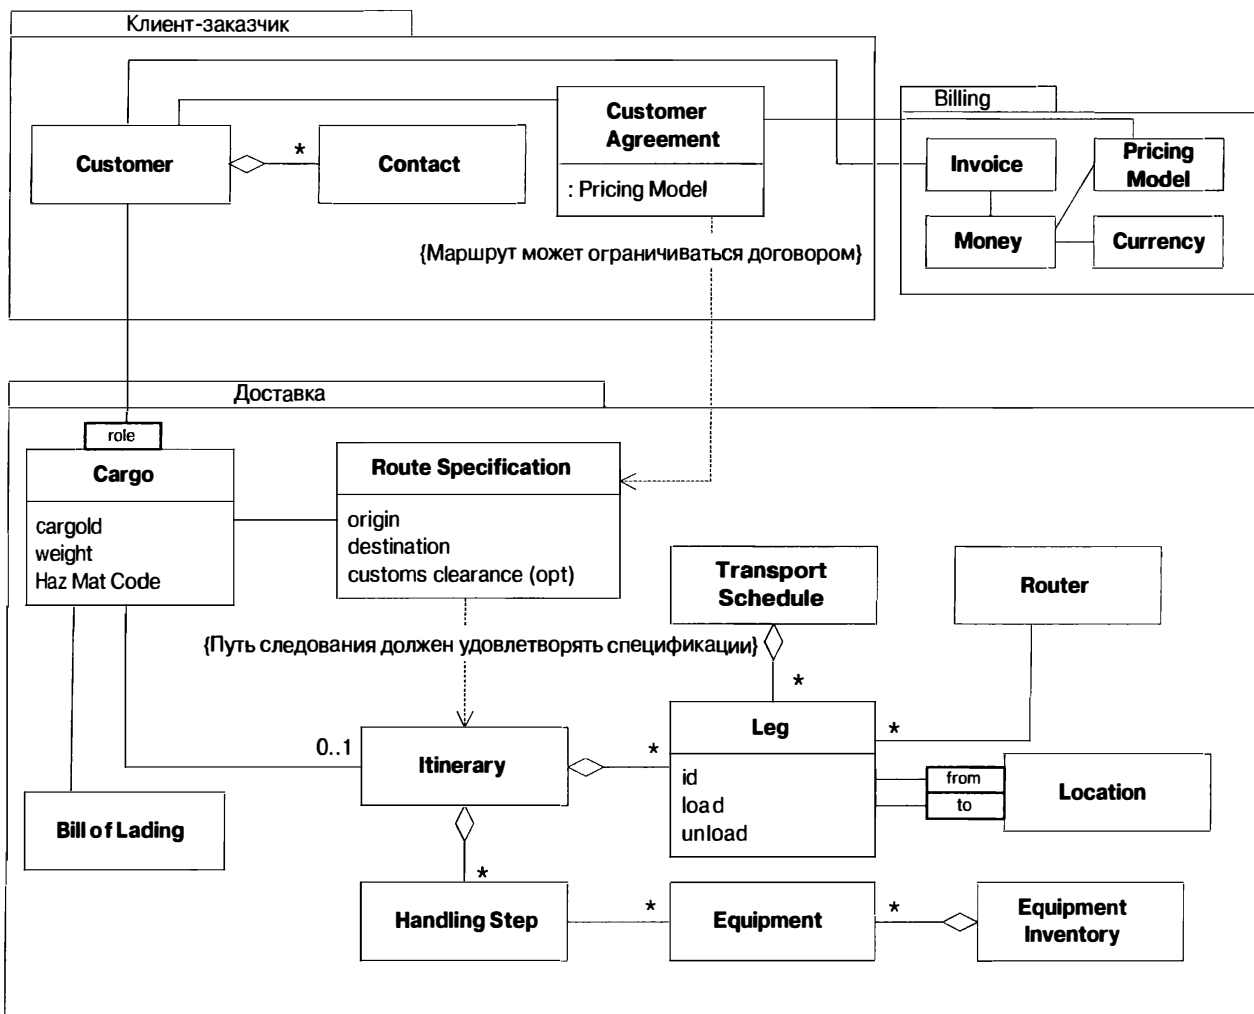 Клиент-заказчик
Customer
*
Contact
Customer
Agreement
: Pricing Model
{Маршрут может ограничиваться договором}
Billing
Invoice
Pricing
Model
Money
Currency
Доставка
role
Cargo
cargold
weight
Haz Mat Code
Route Specification
origin
destination
customs clearance (opt)
{Путь следования должен удовлетворять спецификации}
Transport
Schedule
*
Router
0..1
Itinerary
*
Leg
id
load
unload
*
from
to
Location
Bill of Lading
*
Handling Step
*
Equipment
*
Equipment
Inventory